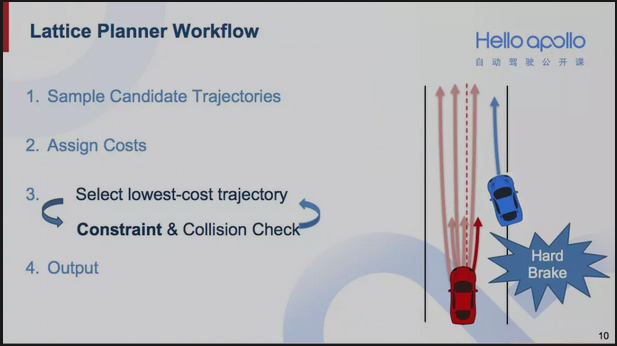 Lattice Planner Workflow
Hello apollo
自动驾驶公开课
1. Sample Candidate Trajectories
2. Assign Costs
3. Select lowest-cost trajectory
Constraint & Collision Check
4. Output
Hard
Brake
10